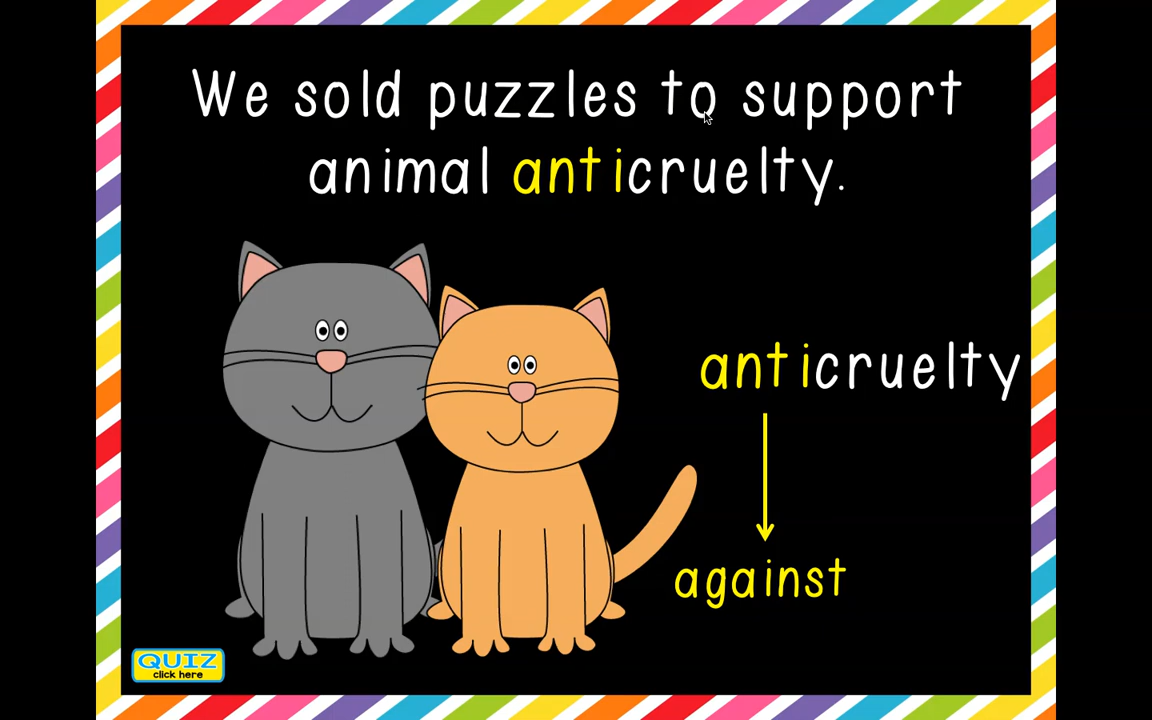 We sold puzzles to support
animal anticruelty.
anticruelty
against
QUIZ
click here